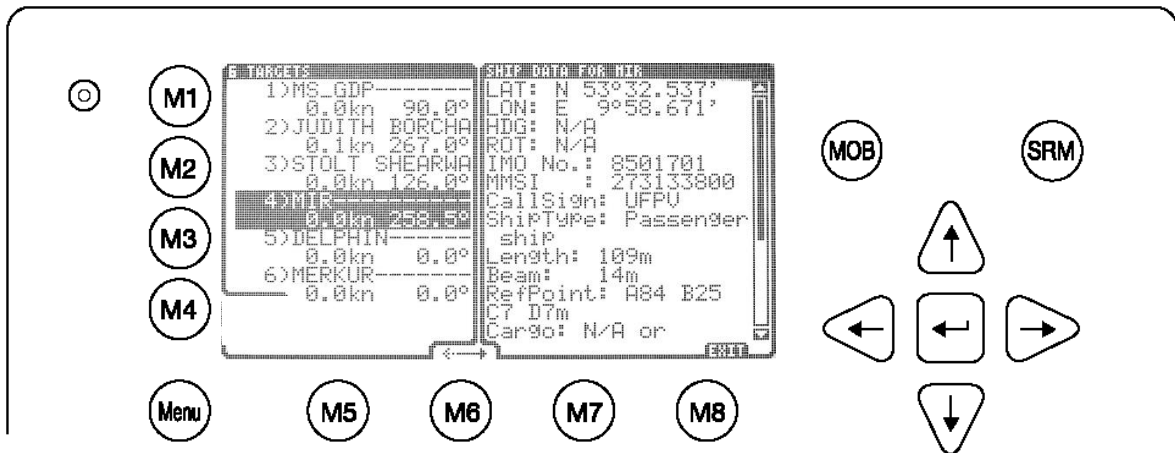 6 TARGETS
1)MS_GDP-------
0.0kn 90.0°
2)JUDITH BORCHA
0.1kn 267.0°
3)STOLT SHEARWA
0.0kn 126.0°
4)MIR----------
0.0kn 258.5°
5)DELPHIN------
0.0kn 0.0°
6)MERKUR-------
0.0kn 0.0°
SHIP DATA FOR MIR
LAT: N 53°32.537'
LON: E 9°58.671'
HDG: N/A
ROT: N/A
IMO No.: 8501701
MMSI : 273133800
CallSign: UFPV
ShipType: Passenger
ship
Length: 109m
Beam: 14m
RefPoint: A84 B25
C7 D7m
Cargo: N/A or
EXIT
M1
M2
M3
M4
Menu
M5
M6
M7
M8
MOB
SRM